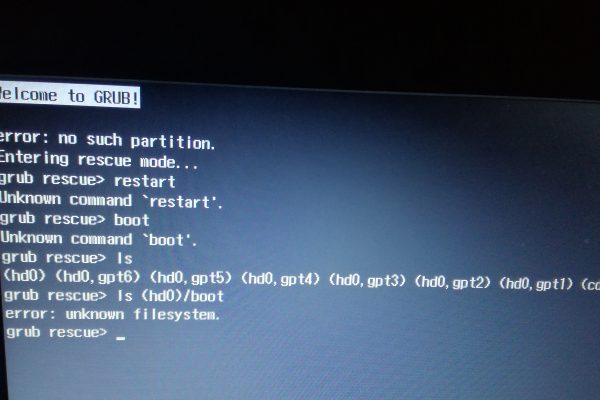 Welcome to GRUB!
error: no such partition.
Entering rescue mode...
grub rescue> restart
Unknown command `restart'.
grub rescue> boot
Unknown command `boot'.
grub rescue> ls
(hd0) (hd0,gpt6) (hd0,gpt5) (hd0,gpt4) (hd0,gpt3) (hd0,gpt2) (hd0,gpt1) (cd
grub rescue> ls (hd0)/boot
error: unknown filesystem.
grub rescue> _